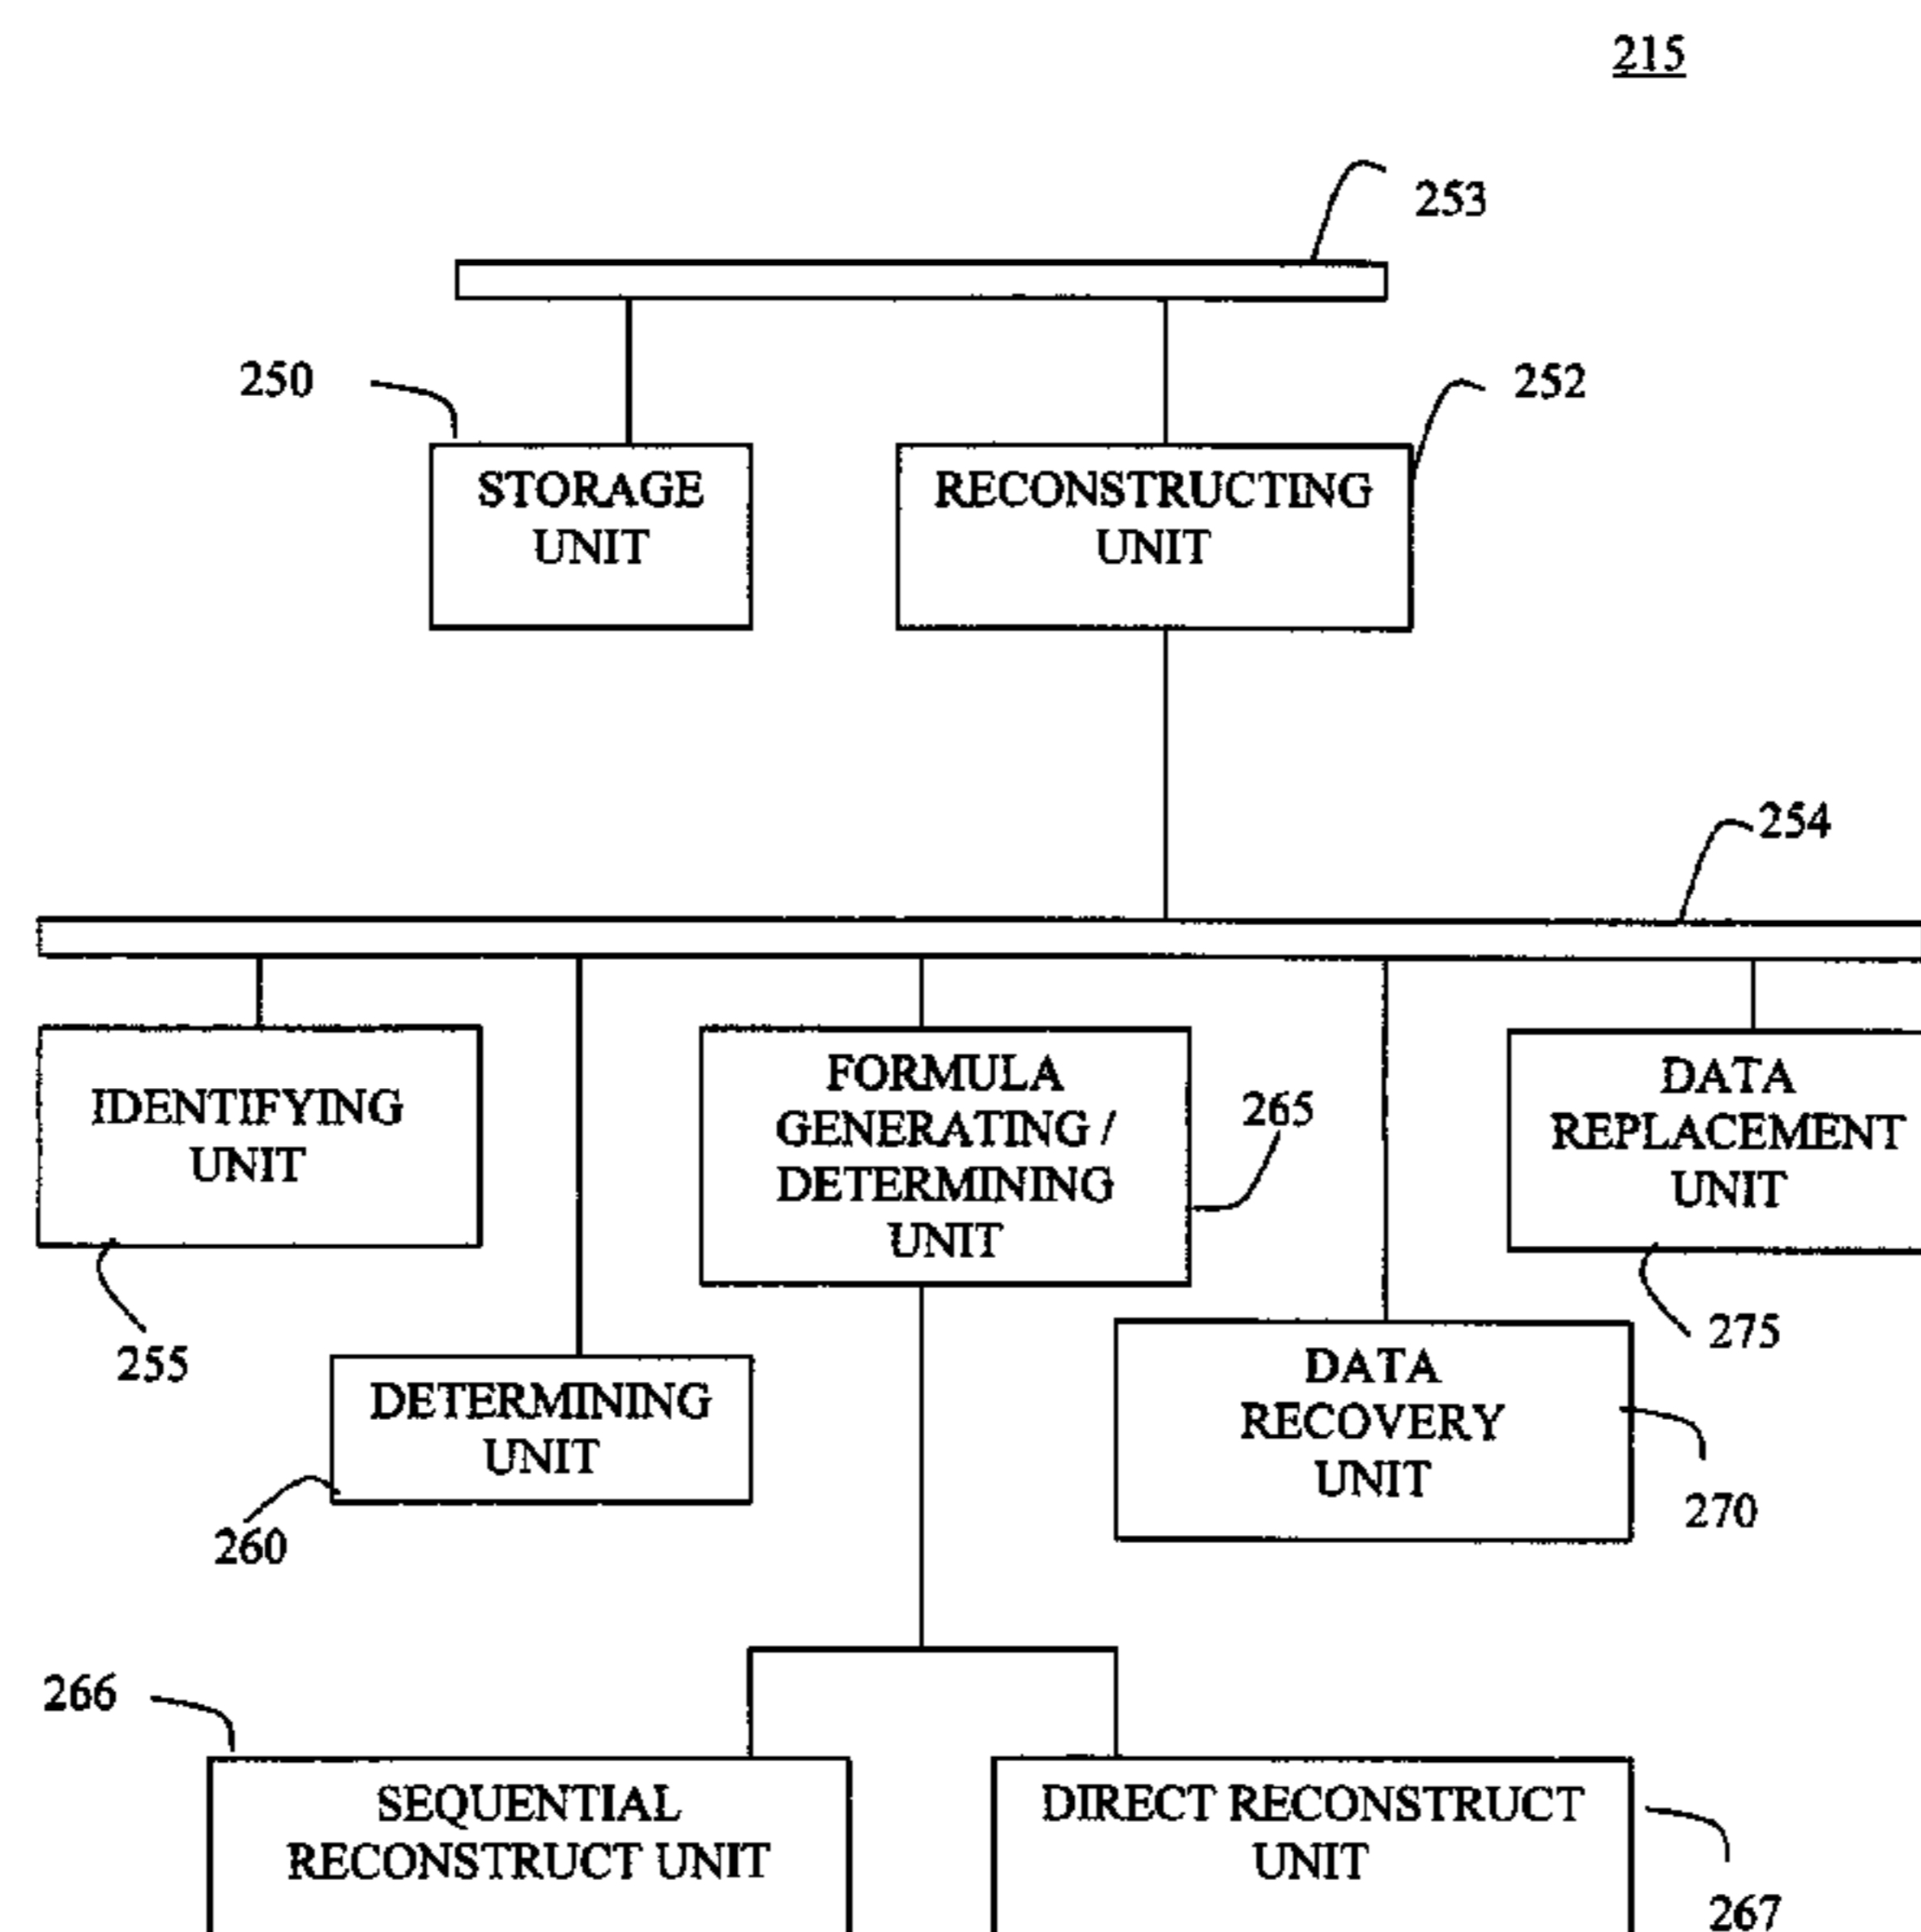 215
253
250
252
STORAGE
UNIT
RECONSTRUCTING
UNIT
254
IDENTIFYING
UNIT
FORMULA
GENERATING /
DETERMINING
UNIT
265
DATA
REPLACEMENT
UNIT
255
275
DETERMINING
UNIT
DATA
RECOVERY
UNIT
260
270
266
SEQUENTIAL
RECONSTRUCT UNIT
DIRECT RECONSTRUCT
UNIT
267